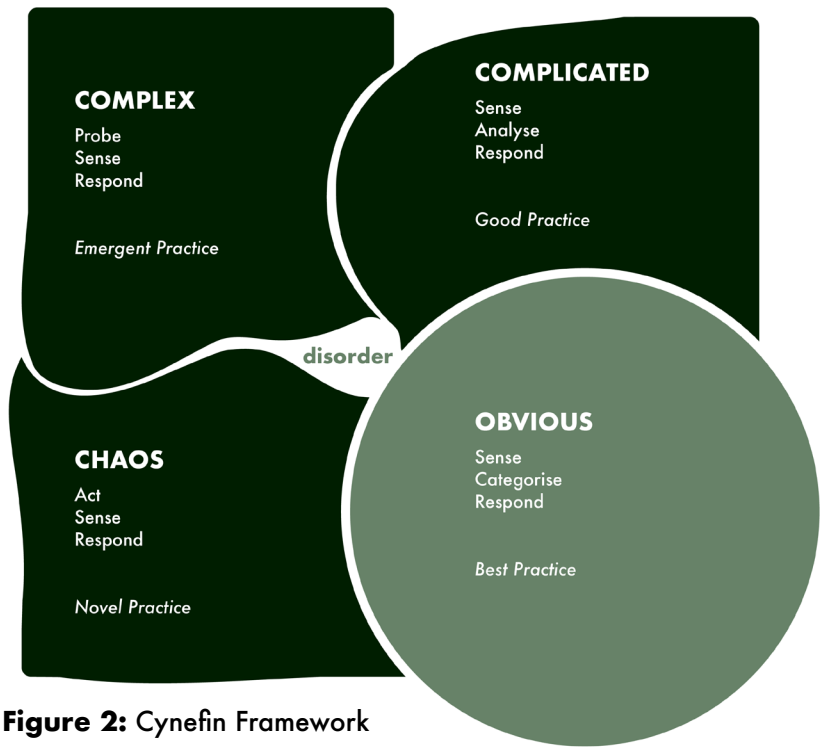 COMPLEX
Probe
Sense
Respond
Emergent Practice
COMPLICATED
Sense
Analyse
Respond
Good Practice
disorder
CHAOS
Act
Sense
Respond
Novel Practice
OBVIOUS
Sense
Categorise
Respond
Best Practice
Figure 2: Cynefin Framework